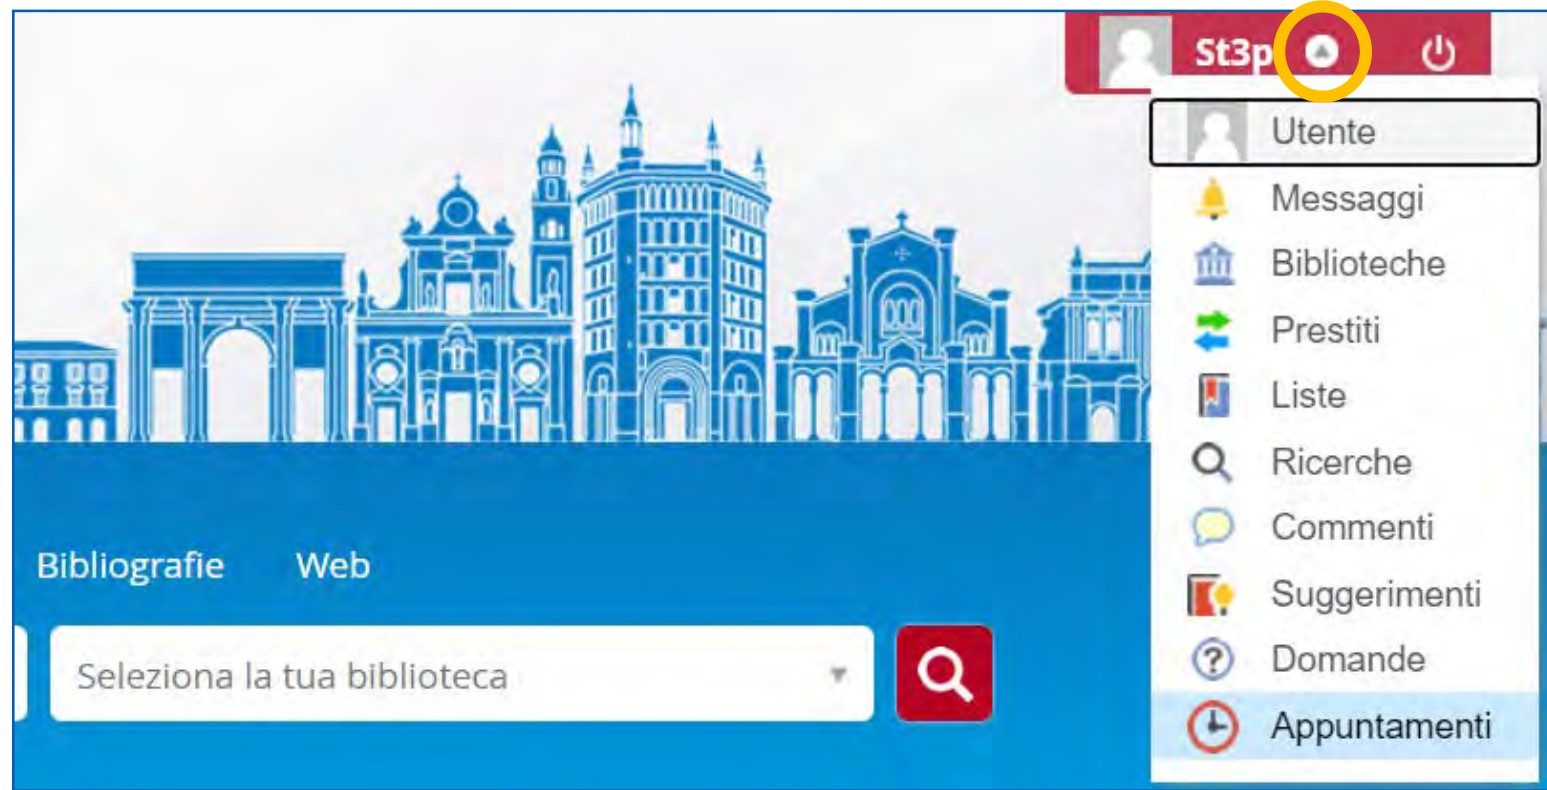 St3p
Utente
Messaggi
Biblioteche
Prestiti
Liste
Ricerche
Commenti
Suggerimenti
Domande
Appuntamenti
Bibliografie Web
Seleziona la tua biblioteca